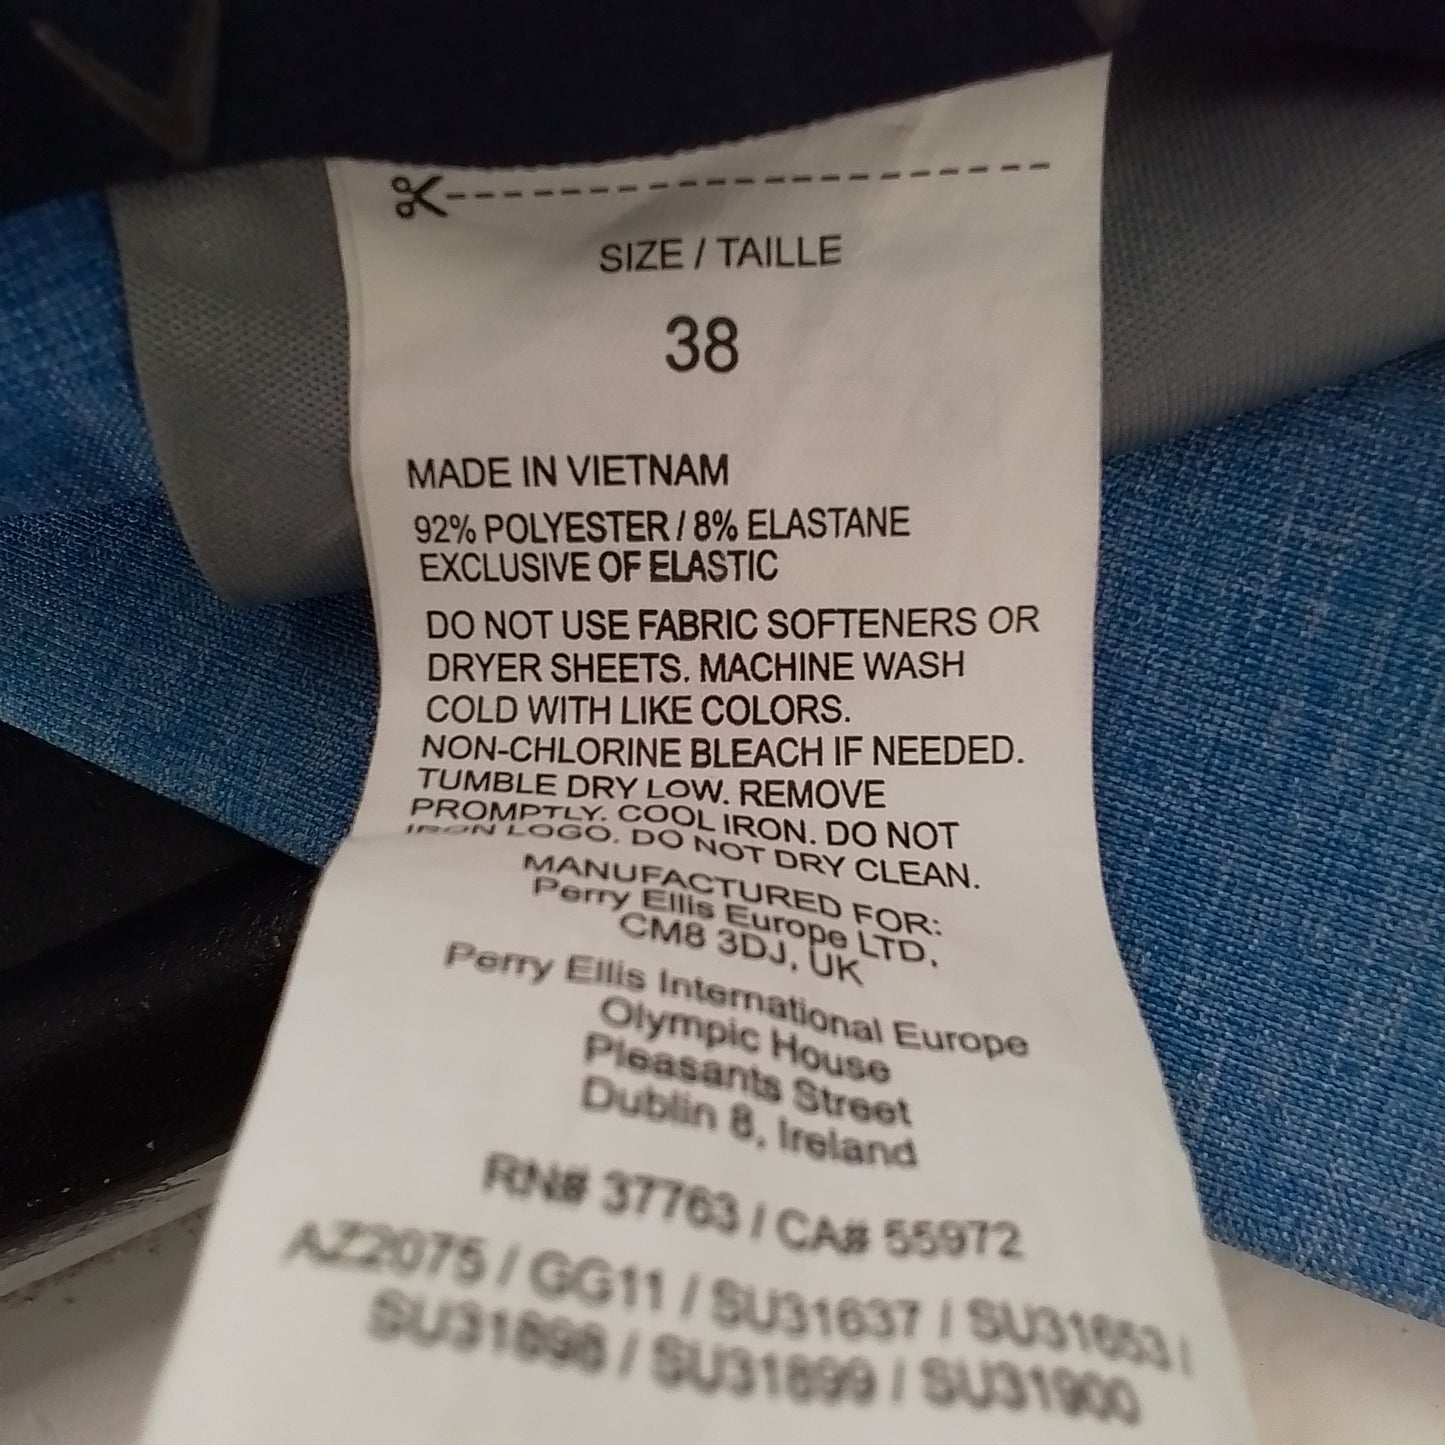 SIZE / TAILLE
38
MADE IN VIETNAM
92% POLYESTER / 8% ELASTANE
EXCLUSIVE OF ELASTIC
DO NOT USE FABRIC SOFTENERS OR
DRYER SHEETS. MACHINE WASH
COLD WITH LIKE COLORS.
NON-CHLORINE BLEACH IF NEEDED.
TUMBLE DRY LOW. REMOVE
PROMPTLY. COOL IRON. DO NOT
IRON LOGO. DO NOT DRY CLEAN.
MANUFACTURED FOR:
Perry Ellis Europe LTD,
CM8 3DJ, UK
Perry Ellis International Europe
Olympic House
Pleasants Street
Dublin 8, Ireland
RN# 37763 / CA# 55972
AZ2075 / GG11 / SU31637 / SU31653 /
SU31898 / SU31899 / SU31900